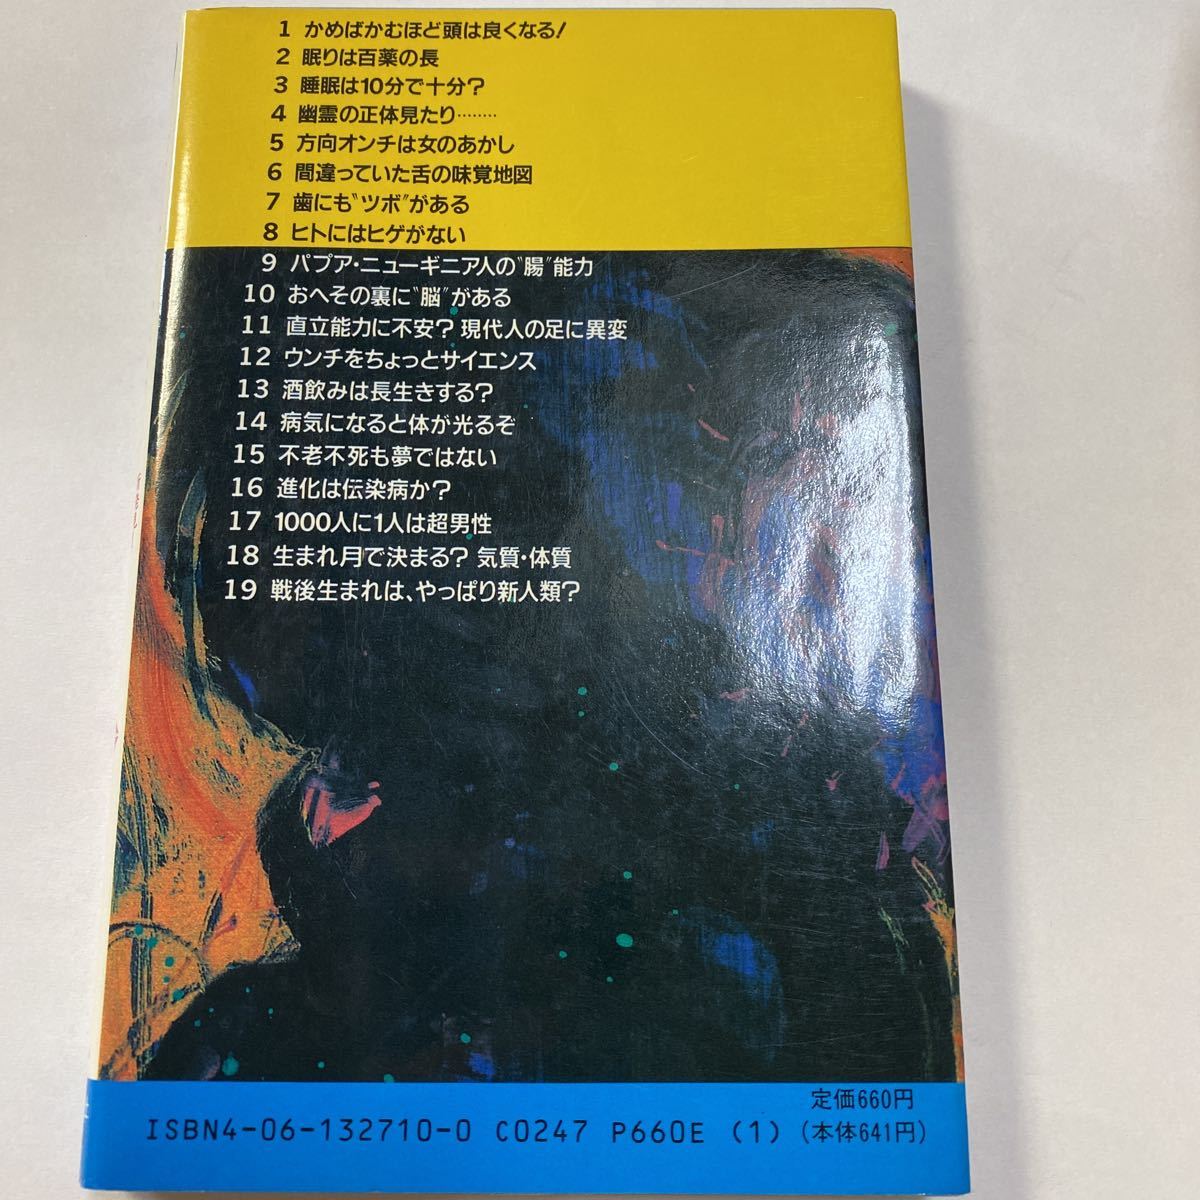 1 かめばかむほど頭は良くなる!
2 眠りは百薬の長
3 睡眠は10分で十分?
4 幽霊の正体見たり………
5 方向オンチは女のあかし
6 間違っていた舌の味覚地図
7 歯にも〝ツボ〟がある
8 ヒトにはヒゲがない
9 パプア・ニューギニア人の〝腸〟能力
10 おへその裏に〝脳〟がある
11 直立能力に不安? 現代人の足に異変
12 ウンチをちょっとサイエンス
13 酒飲みは長生きする?
14 病気になると体が光るぞ
15 不老不死も夢ではない
16 進化は伝染病か?
17 1000人に1人は超男性
18 生まれ月で決まる? 気質・体質
19 戦後生まれは、やっぱり新人類?
定価660円
ISBN4-06-132710-0 C0247 P660E (1) (本体641円)